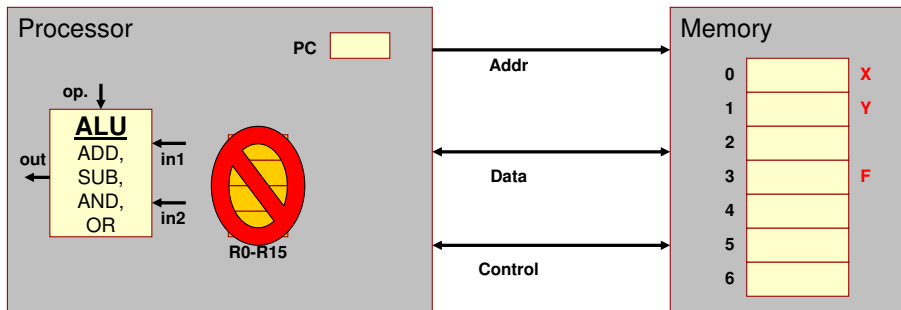 Processor
PC
op.
ALU
ADD,
SUB,
AND,
OR
out
in1
in2
R0-R15
Addr
Data
Control
Memory
0 X
1 Y
2
3 F
4
5
6